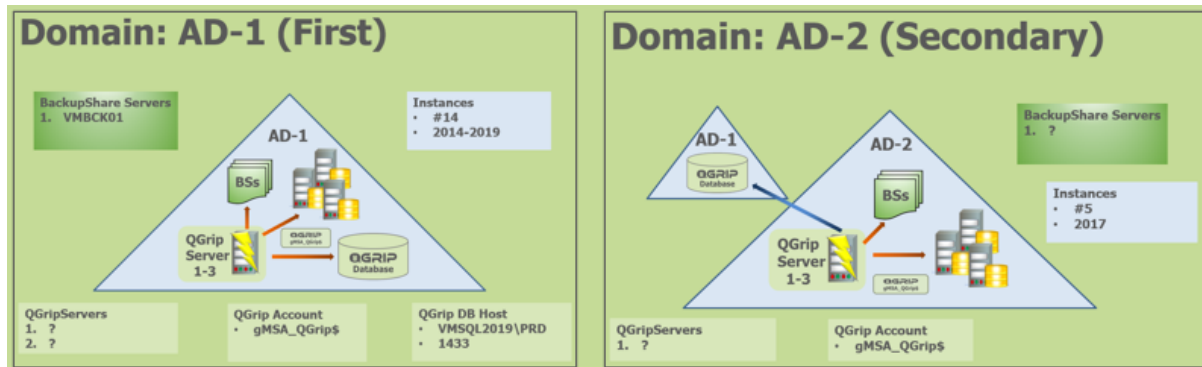 Domain: AD-1 (First)
BackupShare Servers
1. VMBCK01
AD-1
Instances
• #14
• 2014-2019
BSs
QGrip
Server
1-3
QGRIP
gMSA_QGrip$
QGRIP
Database
QGripServers
1. ?
2. ?
QGrip Account
• gMSA_QGrip$
QGrip DB Host
• VMSQL2019\PRD
• 1433
Domain: AD-2 (Secondary)
AD-1
QGRIP
Database
AD-2
BackupShare Servers
1. ?
BSs
Instances
• #5
• 2017
QGrip
Server
1-3
QGRIP
gMSA_QGrip$
QGripServers
1. ?
QGrip Account
• gMSA_QGrip$